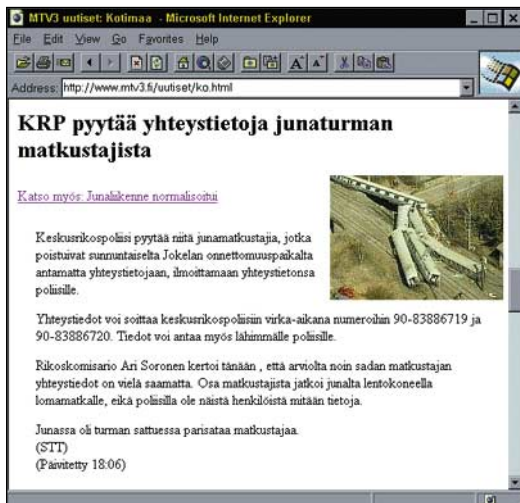 MTV3 uutiset: Kotimaa - Microsoft Internet Explorer
File Edit View Go Favorites Help
Address: http://www.mtv3.fi/uutiset/ko.html
KRP pyytää yhteystietoja junaturman
matkustajista
Katso myös: Junaliikenne normalisoitui
Keskusrikospoliisi pyytää niitä junamatkustajia, jotka
poistuivat sunnuntaiselta Jokelan onnettomuuspaikalta
antamatta yhteystietojaan, ilmoittamaan yhteystietonsa
poliisille.
Yhteystiedot voi soittaa keskusrikospoliisiin virka-aikana numeroihin 90-83886719 ja
90-83886720. Tiedot voi antaa myös lähimmälle poliisille.
Rikoskomisario Ari Soronen kertoi tänään , että arviolta noin sadan matkustajan
yhteystiedot on vielä saamatta. Osa matkustajista jatkoi junalta lentokoneella
lomamatkalle, eikä poliisilla ole näistä henkilöistä mitään tietoja.
Junassa oli turman sattuessa parisataa matkustajaa.
(STT)
(Päivitetty 18:06)